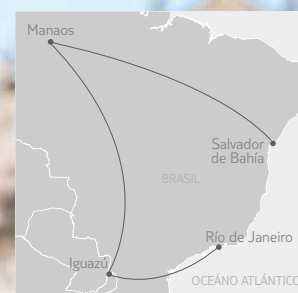 Manaos
Salvador
de Bahía
BRASIL
Río de Janeiro
Iguazú
OCEÁNO ATLÁNTICO